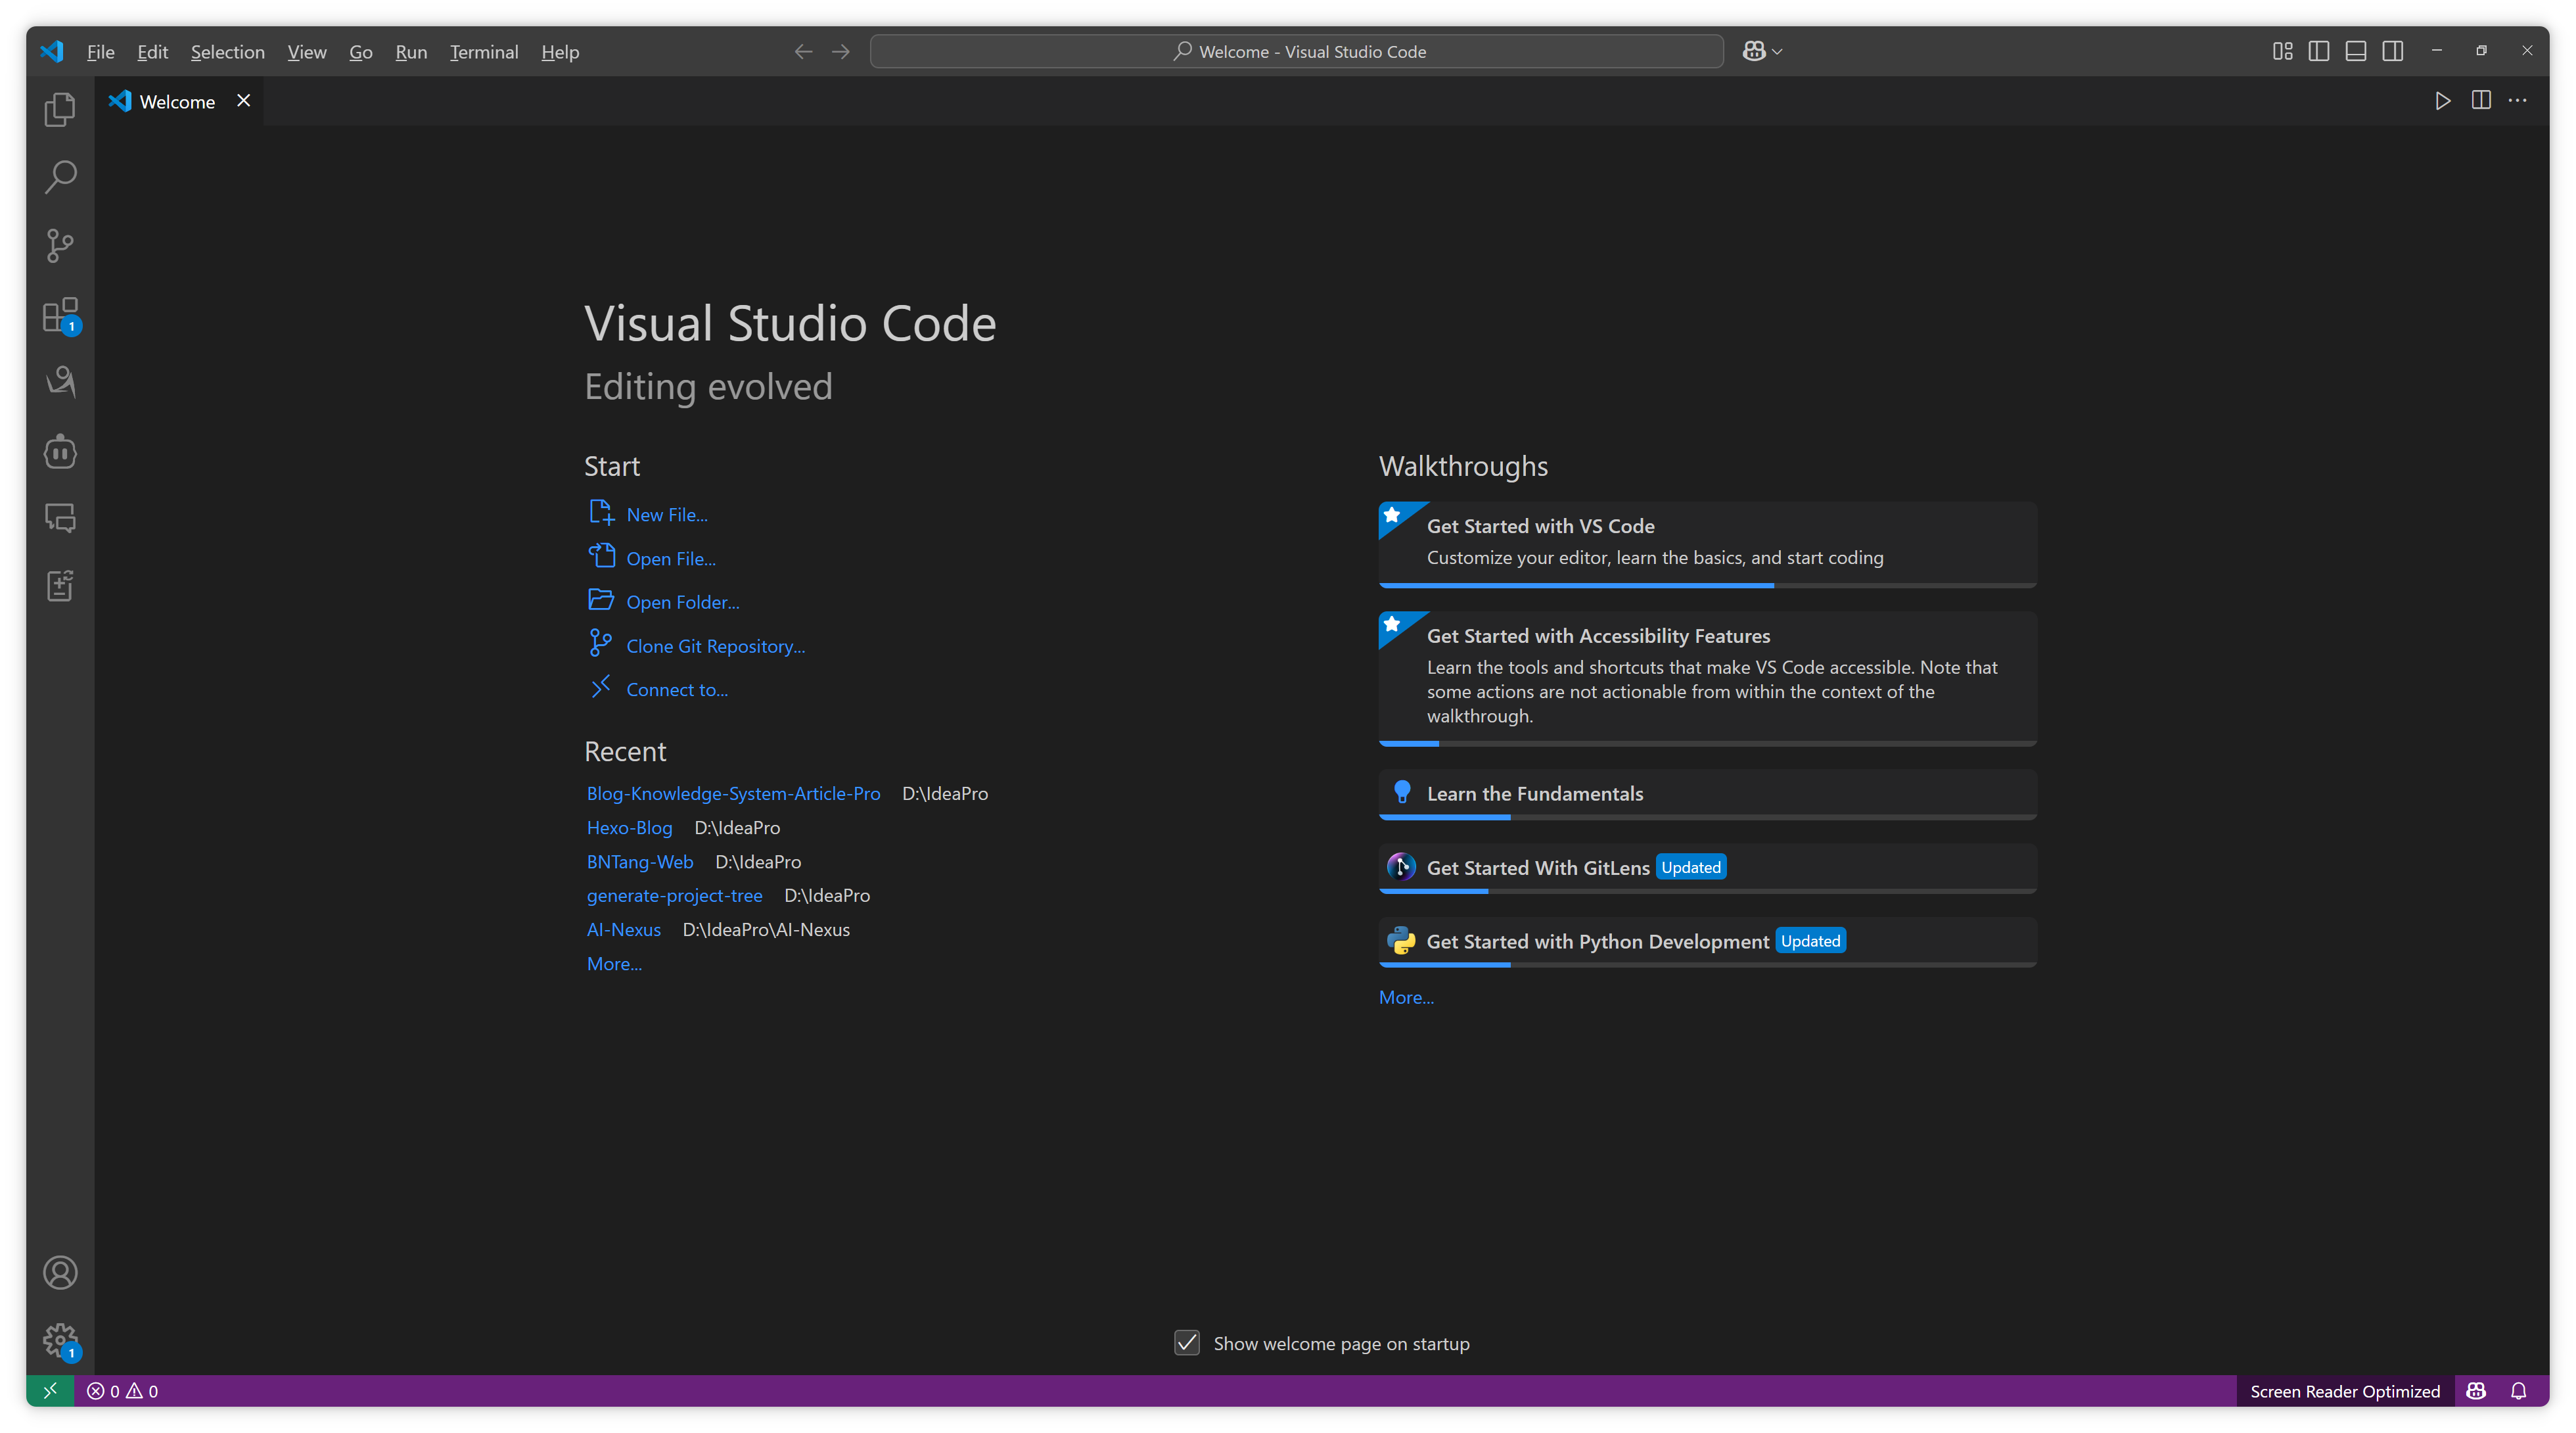 File Edit Selection View Go Run Terminal Help
Welcome - Visual Studio Code
Welcome
1
Visual Studio Code
Editing evolved
Start
New File...
Open File...
Open Folder...
Clone Git Repository...
Connect to...
Recent
Blog-Knowledge-System-Article-Pro D:\IdeaPro
Hexo-Blog D:\IdeaPro
BNTang-Web D:\IdeaPro
generate-project-tree D:\IdeaPro
AI-Nexus D:\IdeaPro\AI-Nexus
More...
Walkthroughs
Get Started with VS Code
Customize your editor, learn the basics, and start coding
Get Started with Accessibility Features
Learn the tools and shortcuts that make VS Code accessible. Note that
some actions are not actionable from within the context of the
walkthrough.
Learn the Fundamentals
Get Started With GitLens Updated
Get Started with Python Development Updated
More...
Show welcome page on startup
1
0 0
Screen Reader Optimized